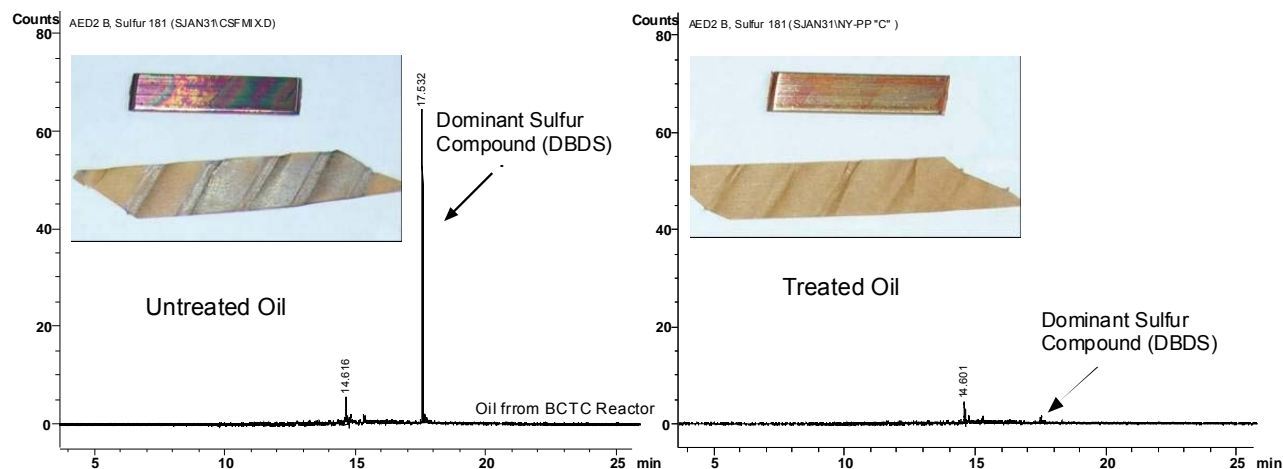 Counts
AED2 B, Sulfur 181 (SJAN31\CSFMIX.D)
80
60
40
20
0
17.532
Dominant Sulfur
Compound (DBDS)
Untreated Oil
14.616
Oil frrom BCTC Reactor
5
10
15
20
25
min
Counts
AED2 B, Sulfur 181 (SJAN31\NY-PP "C" )
80
60
40
20
0
Treated Oil
Dominant Sulfur
Compound (DBDS)
14.601
5
10
15
20
25
min